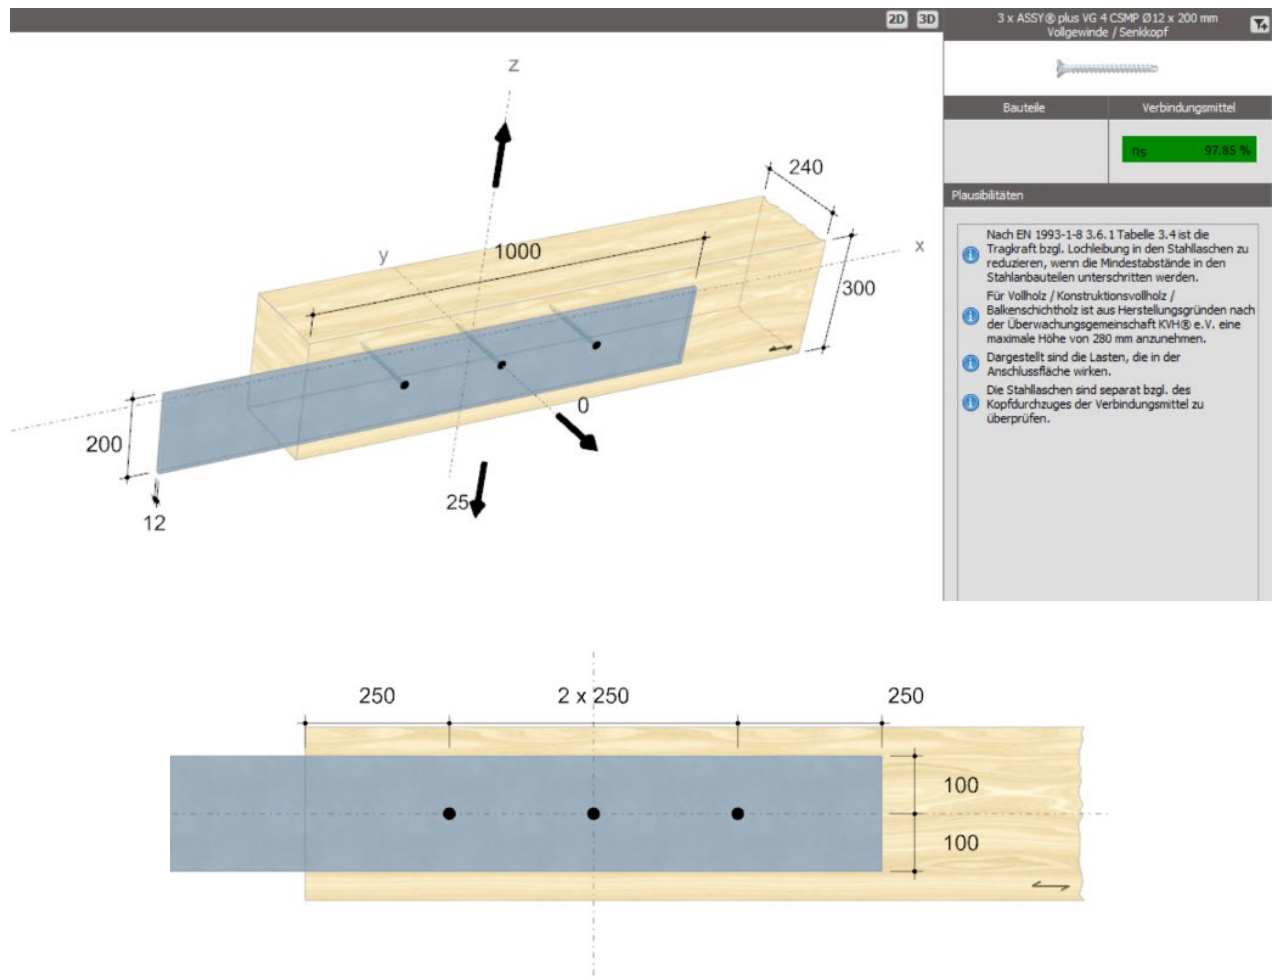 2D 3D
3 x ASSY® plus VG 4 CSMP Ø12 x 200 mm
Vollgewinde / Senkkopf
Bauteile Verbindungsmittel
ns 97.85 %
Plausibilitäten
Nach EN 1993-1-8 3.6.1 Tabelle 3.4 ist die
Tragkraft bzgl. Lochleibung in den Stahllaschen zu
reduzieren, wenn die Mindestabstände in den
Stahlanbauteilen unterschritten werden.
Für Vollholz / Konstruktionsvollholz /
Balkenschichtholz ist aus Herstellungsgründen nach
der Überwachungsgemeinschaft KVH® e.V. eine
maximale Höhe von 280 mm anzunehmen.
Dargestellt sind die Lasten, die in der
Anschlussfläche wirken.
Die Stahllaschen sind separat bzgl. des
Kopfdurchzuges der Verbindungsmittel zu
überprüfen.
z
240
x
y
1000
300
0
200
25
12
250 2 x 250 250
100
100